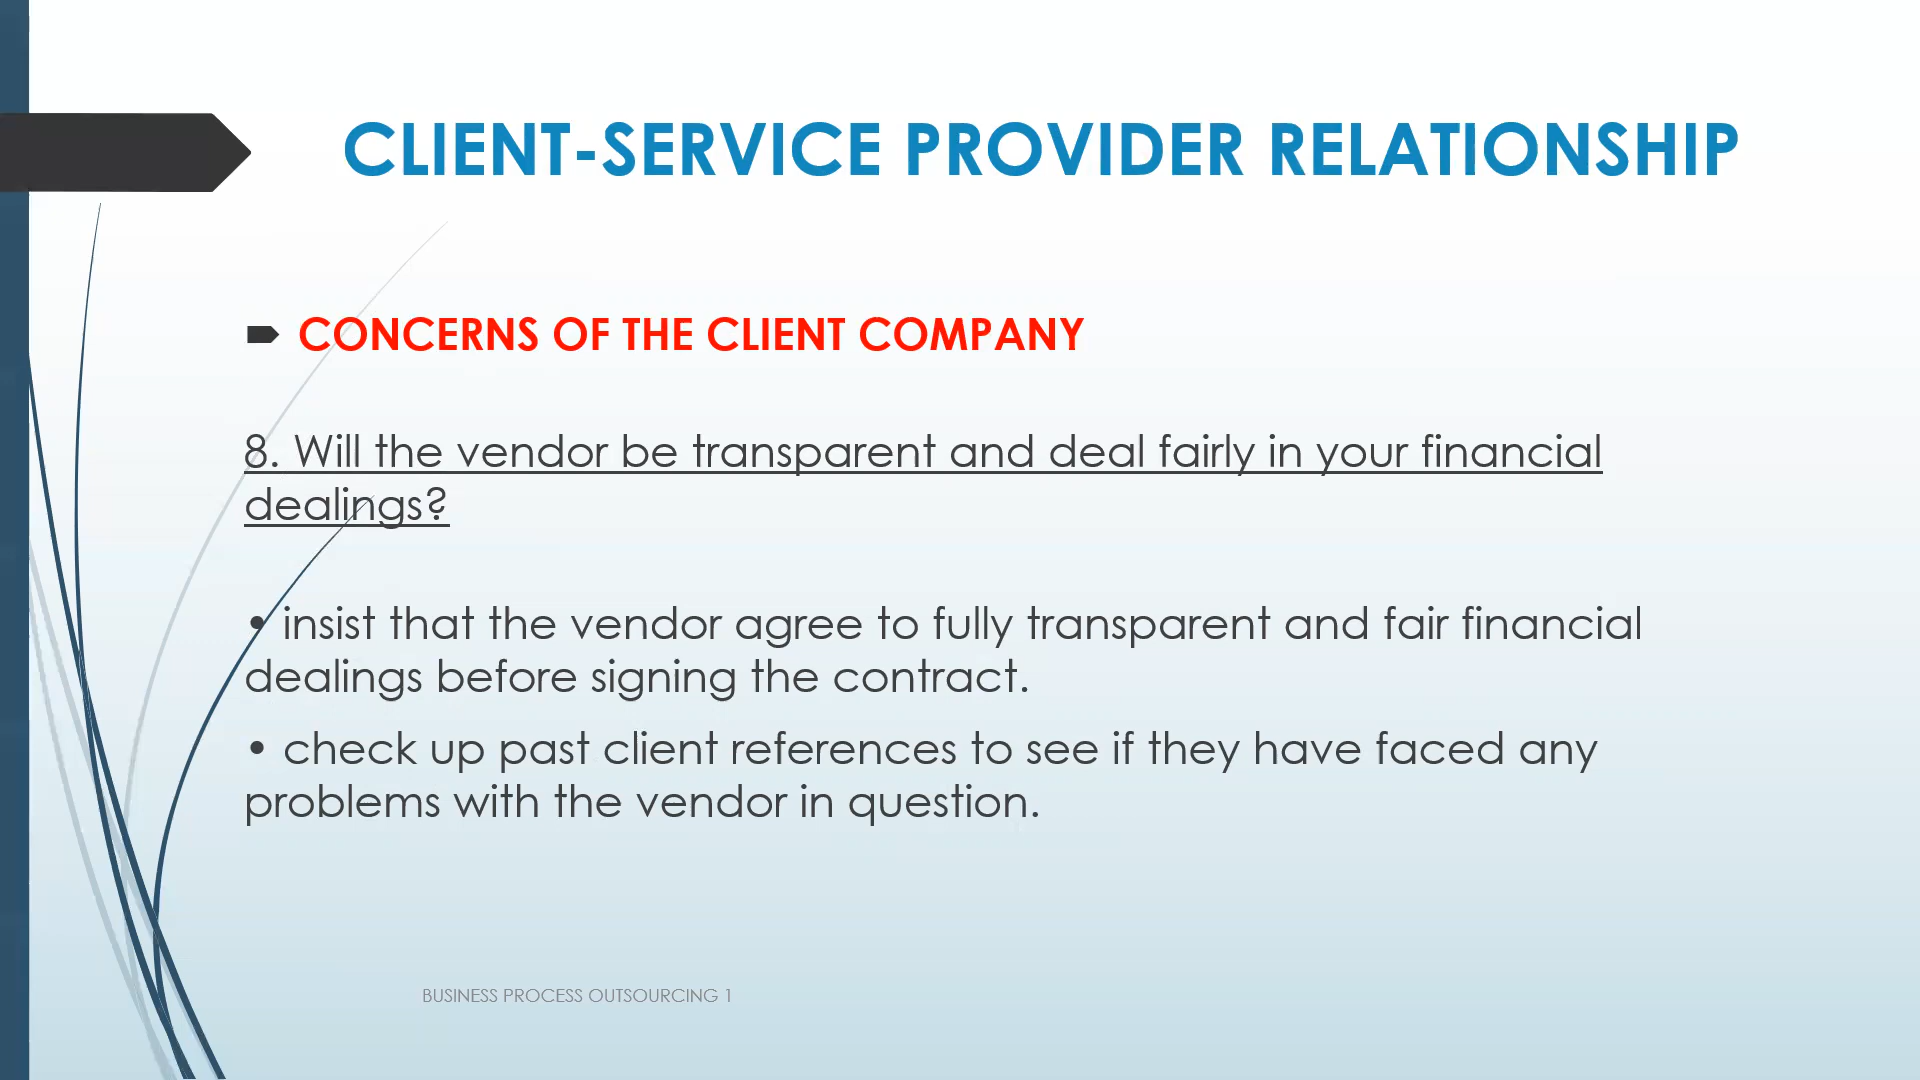 CLIENT-SERVICE PROVIDER RELATIONSHIP
CONCERNS OF THE CLIENT COMPANY
8. Will the vendor be transparent and deal fairly in your financial
dealings?
• insist that the vendor agree to fully transparent and fair financial
dealings before signing the contract.
• check up past client references to see if they have faced any
problems with the vendor in question.
BUSINESS PROCESS OUTSOURCING 1